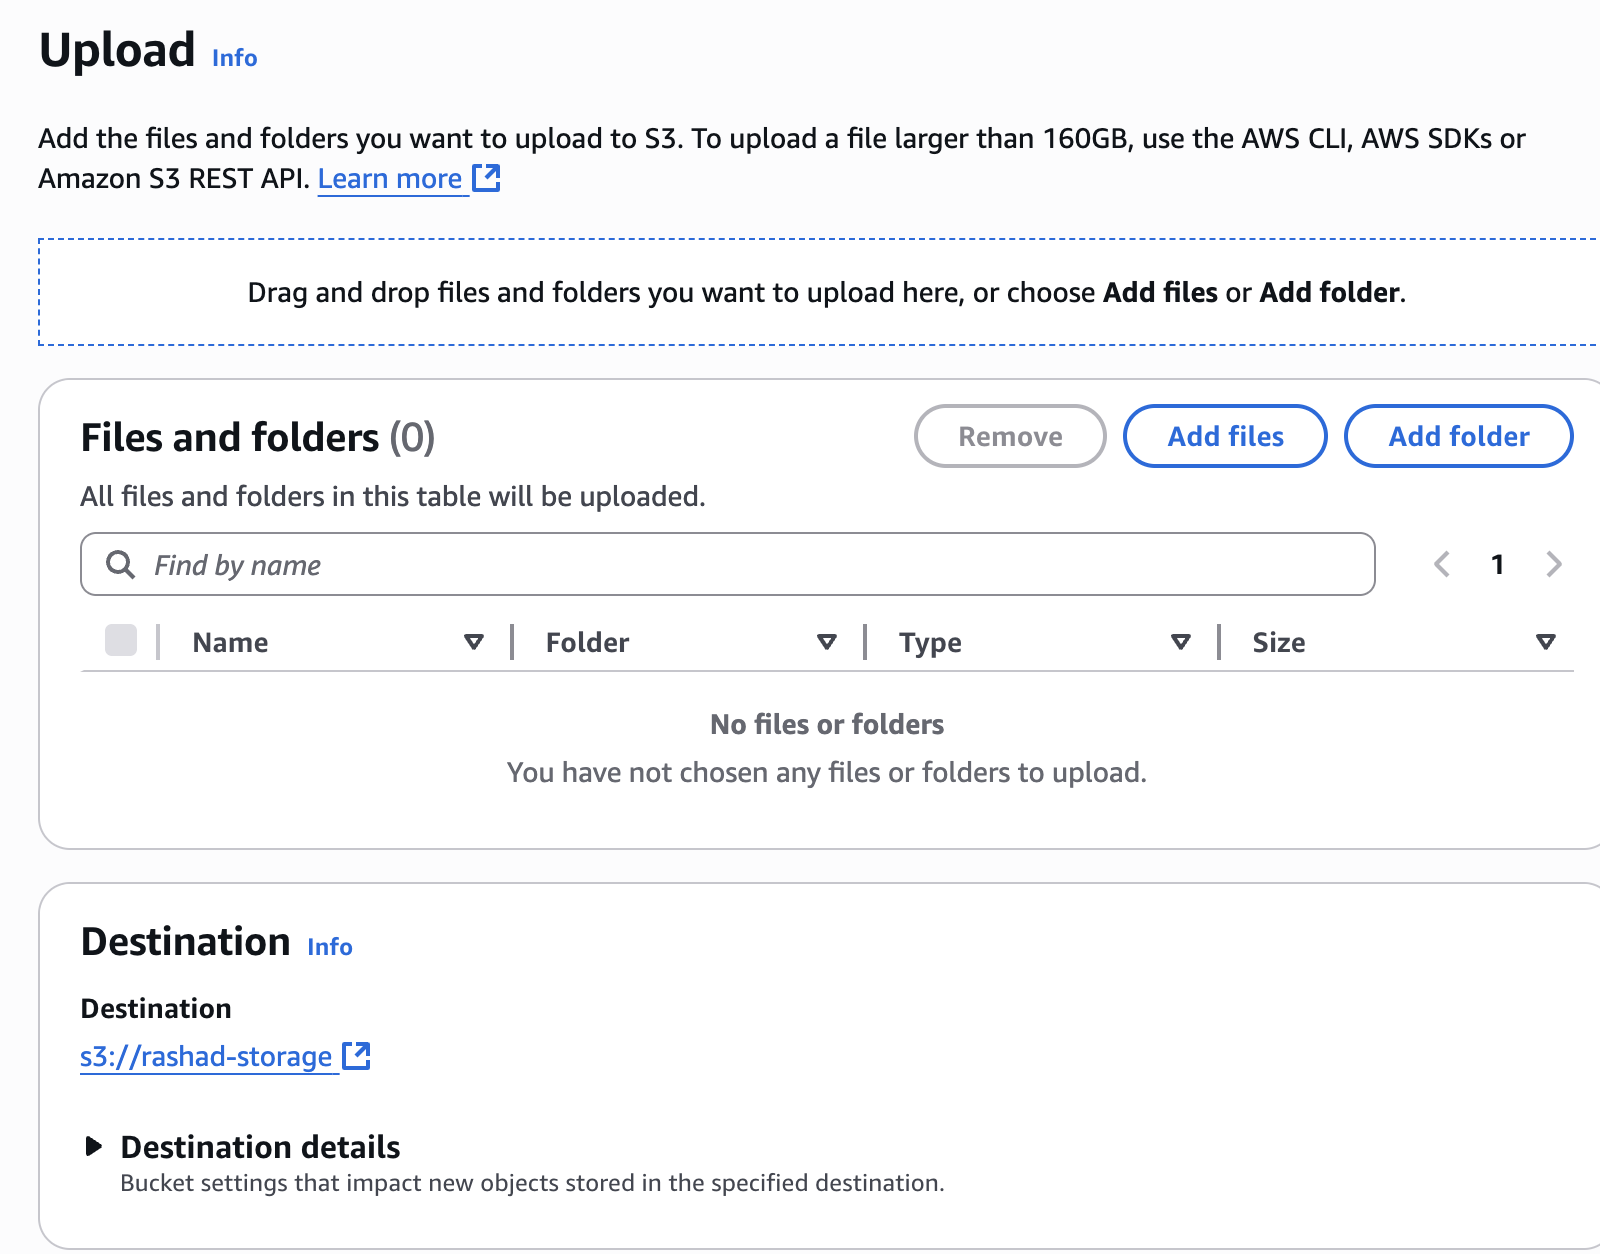 Upload Info
Add the files and folders you want to upload to S3. To upload a file larger than 160GB, use the AWS CLI, AWS SDKs or
Amazon S3 REST API. Learn more
Drag and drop files and folders you want to upload here, or choose Add files or Add folder.
Files and folders (0)
Remove
Add files
Add folder
All files and folders in this table will be uploaded.
Find by name
1
Name
Folder
Type
Size
No files or folders
You have not chosen any files or folders to upload.
Destination Info
Destination
s3://rashad-storage
Destination details
Bucket settings that impact new objects stored in the specified destination.